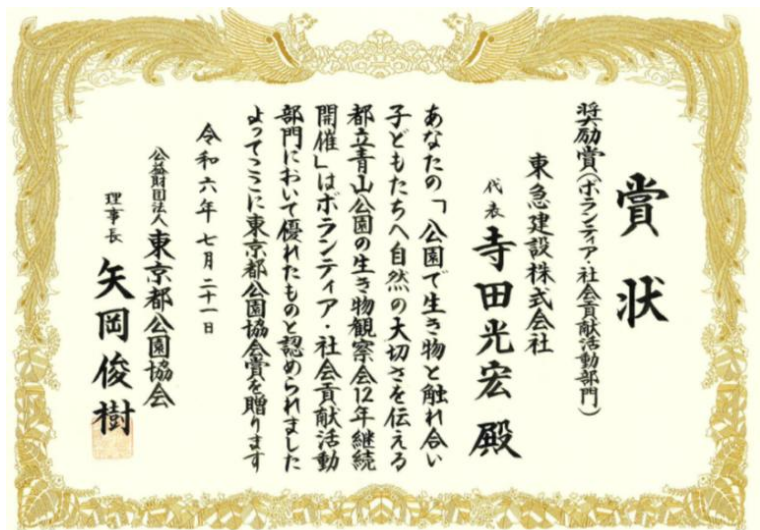 賞状
奨励賞(ボランティア・社会貢献活動部門)
東急建設株式会社
代表 寺田光宏 殿
あなたの「公園で生き物と触れ合い
子どもたちへ自然の大切さを伝える
都立青山公園の生き物観察会12年継続
開催」はボランティア・社会貢献活動
部門において優れたものと認められました
よってここに東京都公園協会賞を贈ります
令和六年七月二十一日
公益財団法人 東京都公園協会
理事長 矢岡俊樹